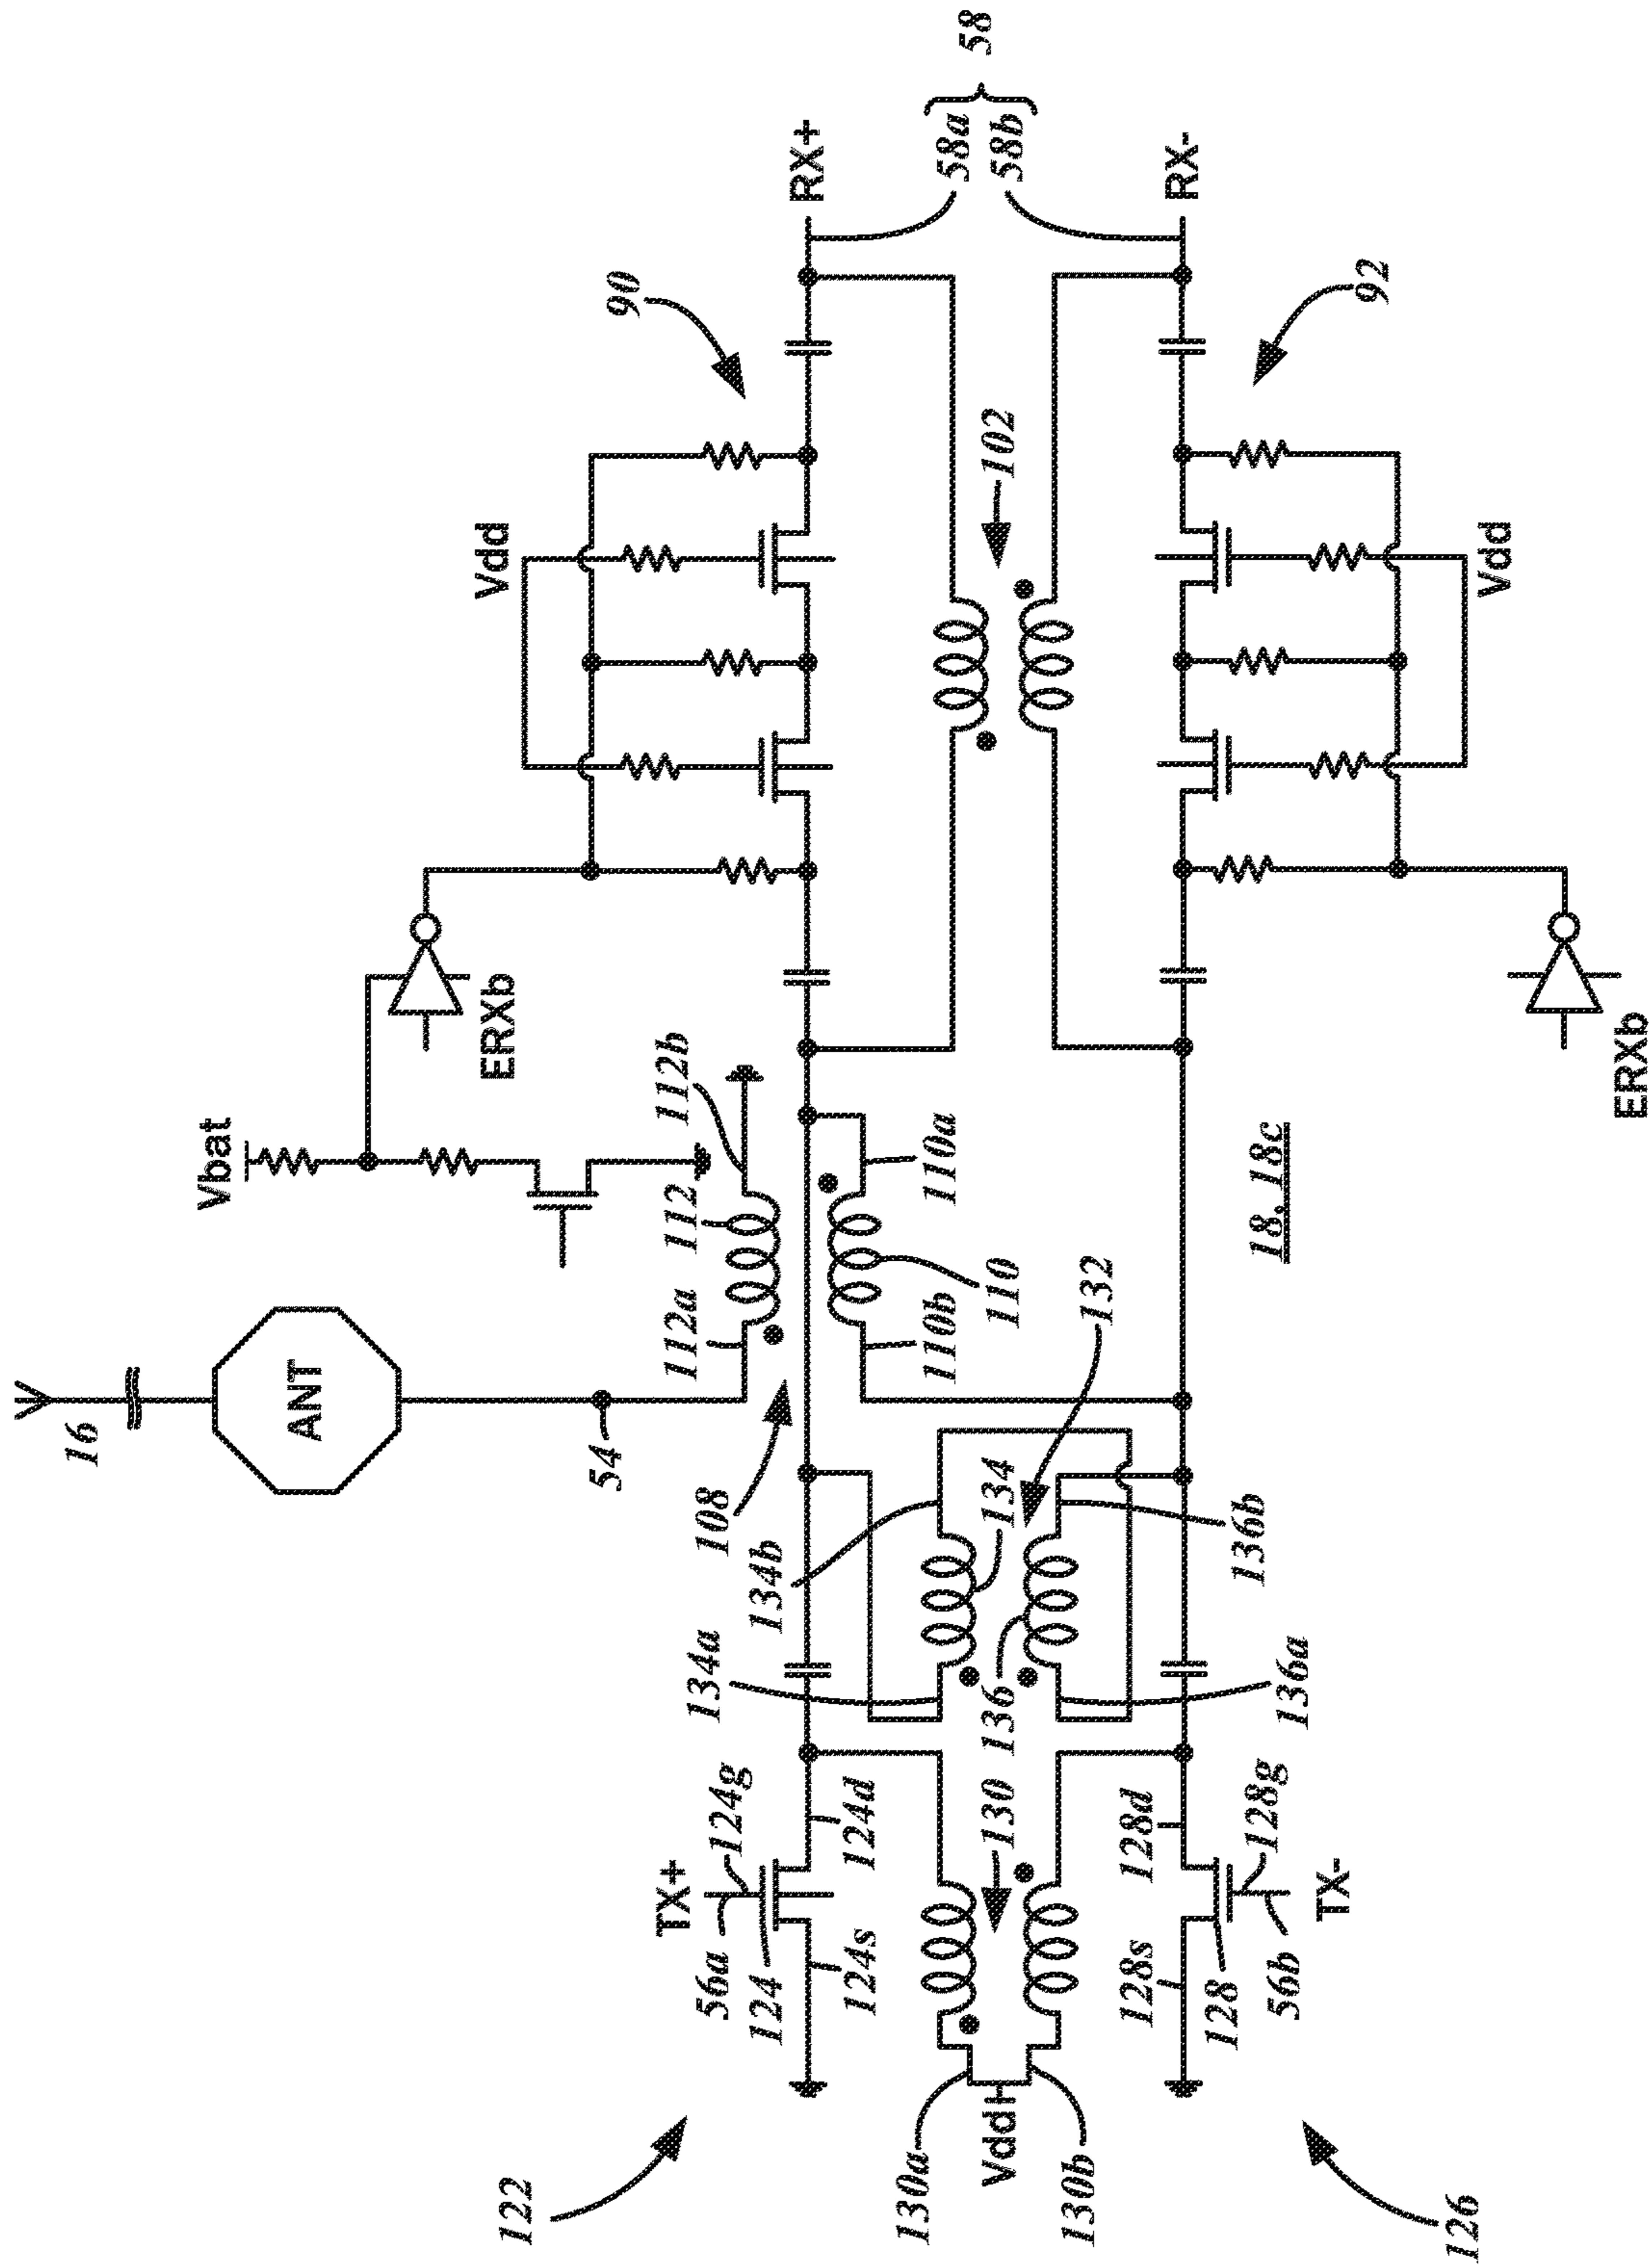 16
ANT
54
Vbat
ERXb
Vdd
90
RX+
58a
58b
58
RX-
92
102
Vdd
ERXb
18, 18c
108
112a
112
112b
110b
110
110a
132
134a
134b
134
136
136a
136b
TX+
56a
124g
124
124s
124d
130
130a
Vdd
130b
128s
128d
128
128g
56b
TX-
122
126